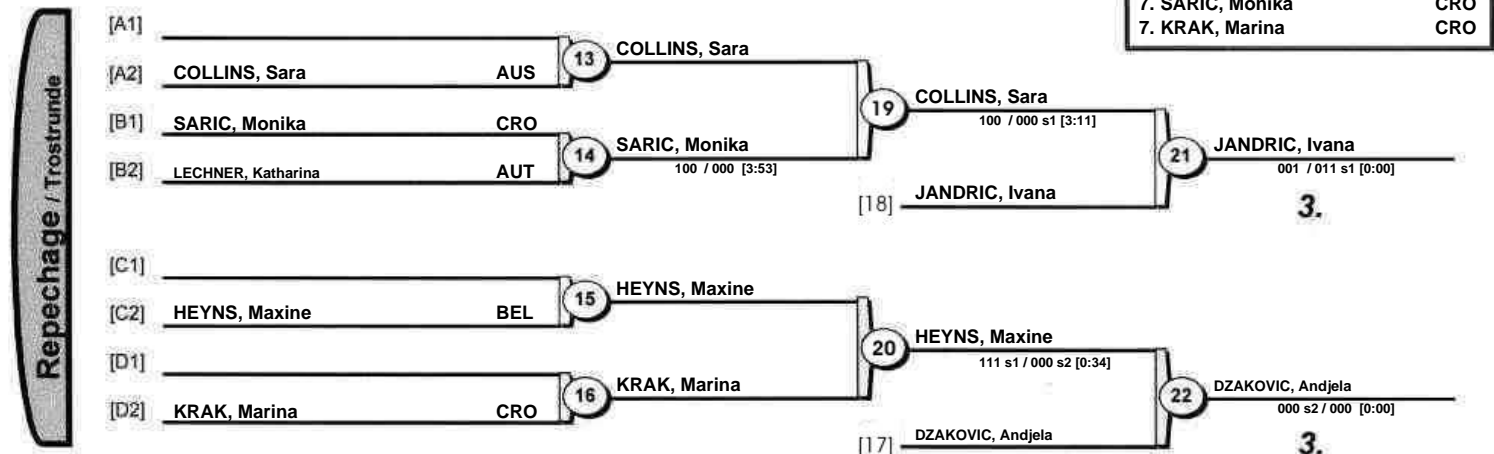 7. SARIC, Monika CRO
7. KRAK, Marina CRO
Repechage / Trostrunde
[A1]
[A2] COLLINS, Sara AUS
13 COLLINS, Sara
[B1] SARIC, Monika CRO
[B2] LECHNER, Katharina AUT
14 SARIC, Monika
100 / 000 [3:53]
19 COLLINS, Sara
100 / 000 s1 [3:11]
[18] JANDRIC, Ivana
21 JANDRIC, Ivana
001 / 011 s1 [0:00]
3.
[C1]
[C2] HEYNS, Maxine BEL
15 HEYNS, Maxine
[D1]
[D2] KRAK, Marina CRO
16 KRAK, Marina
20 HEYNS, Maxine
111 s1 / 000 s2 [0:34]
[17] DZAKOVIC, Andjela
22 DZAKOVIC, Andjela
000 s2 / 000 [0:00]
3.